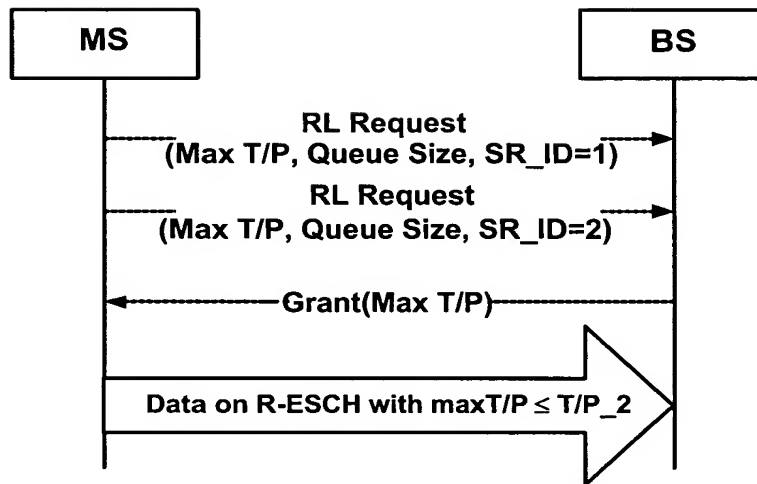 MS
BS
RL Request
(Max T/P, Queue Size, SR_ID=1)
RL Request
(Max T/P, Queue Size, SR_ID=2)
Grant(Max T/P)
Data on R-ESCH with maxT/P ≤ T/P_2